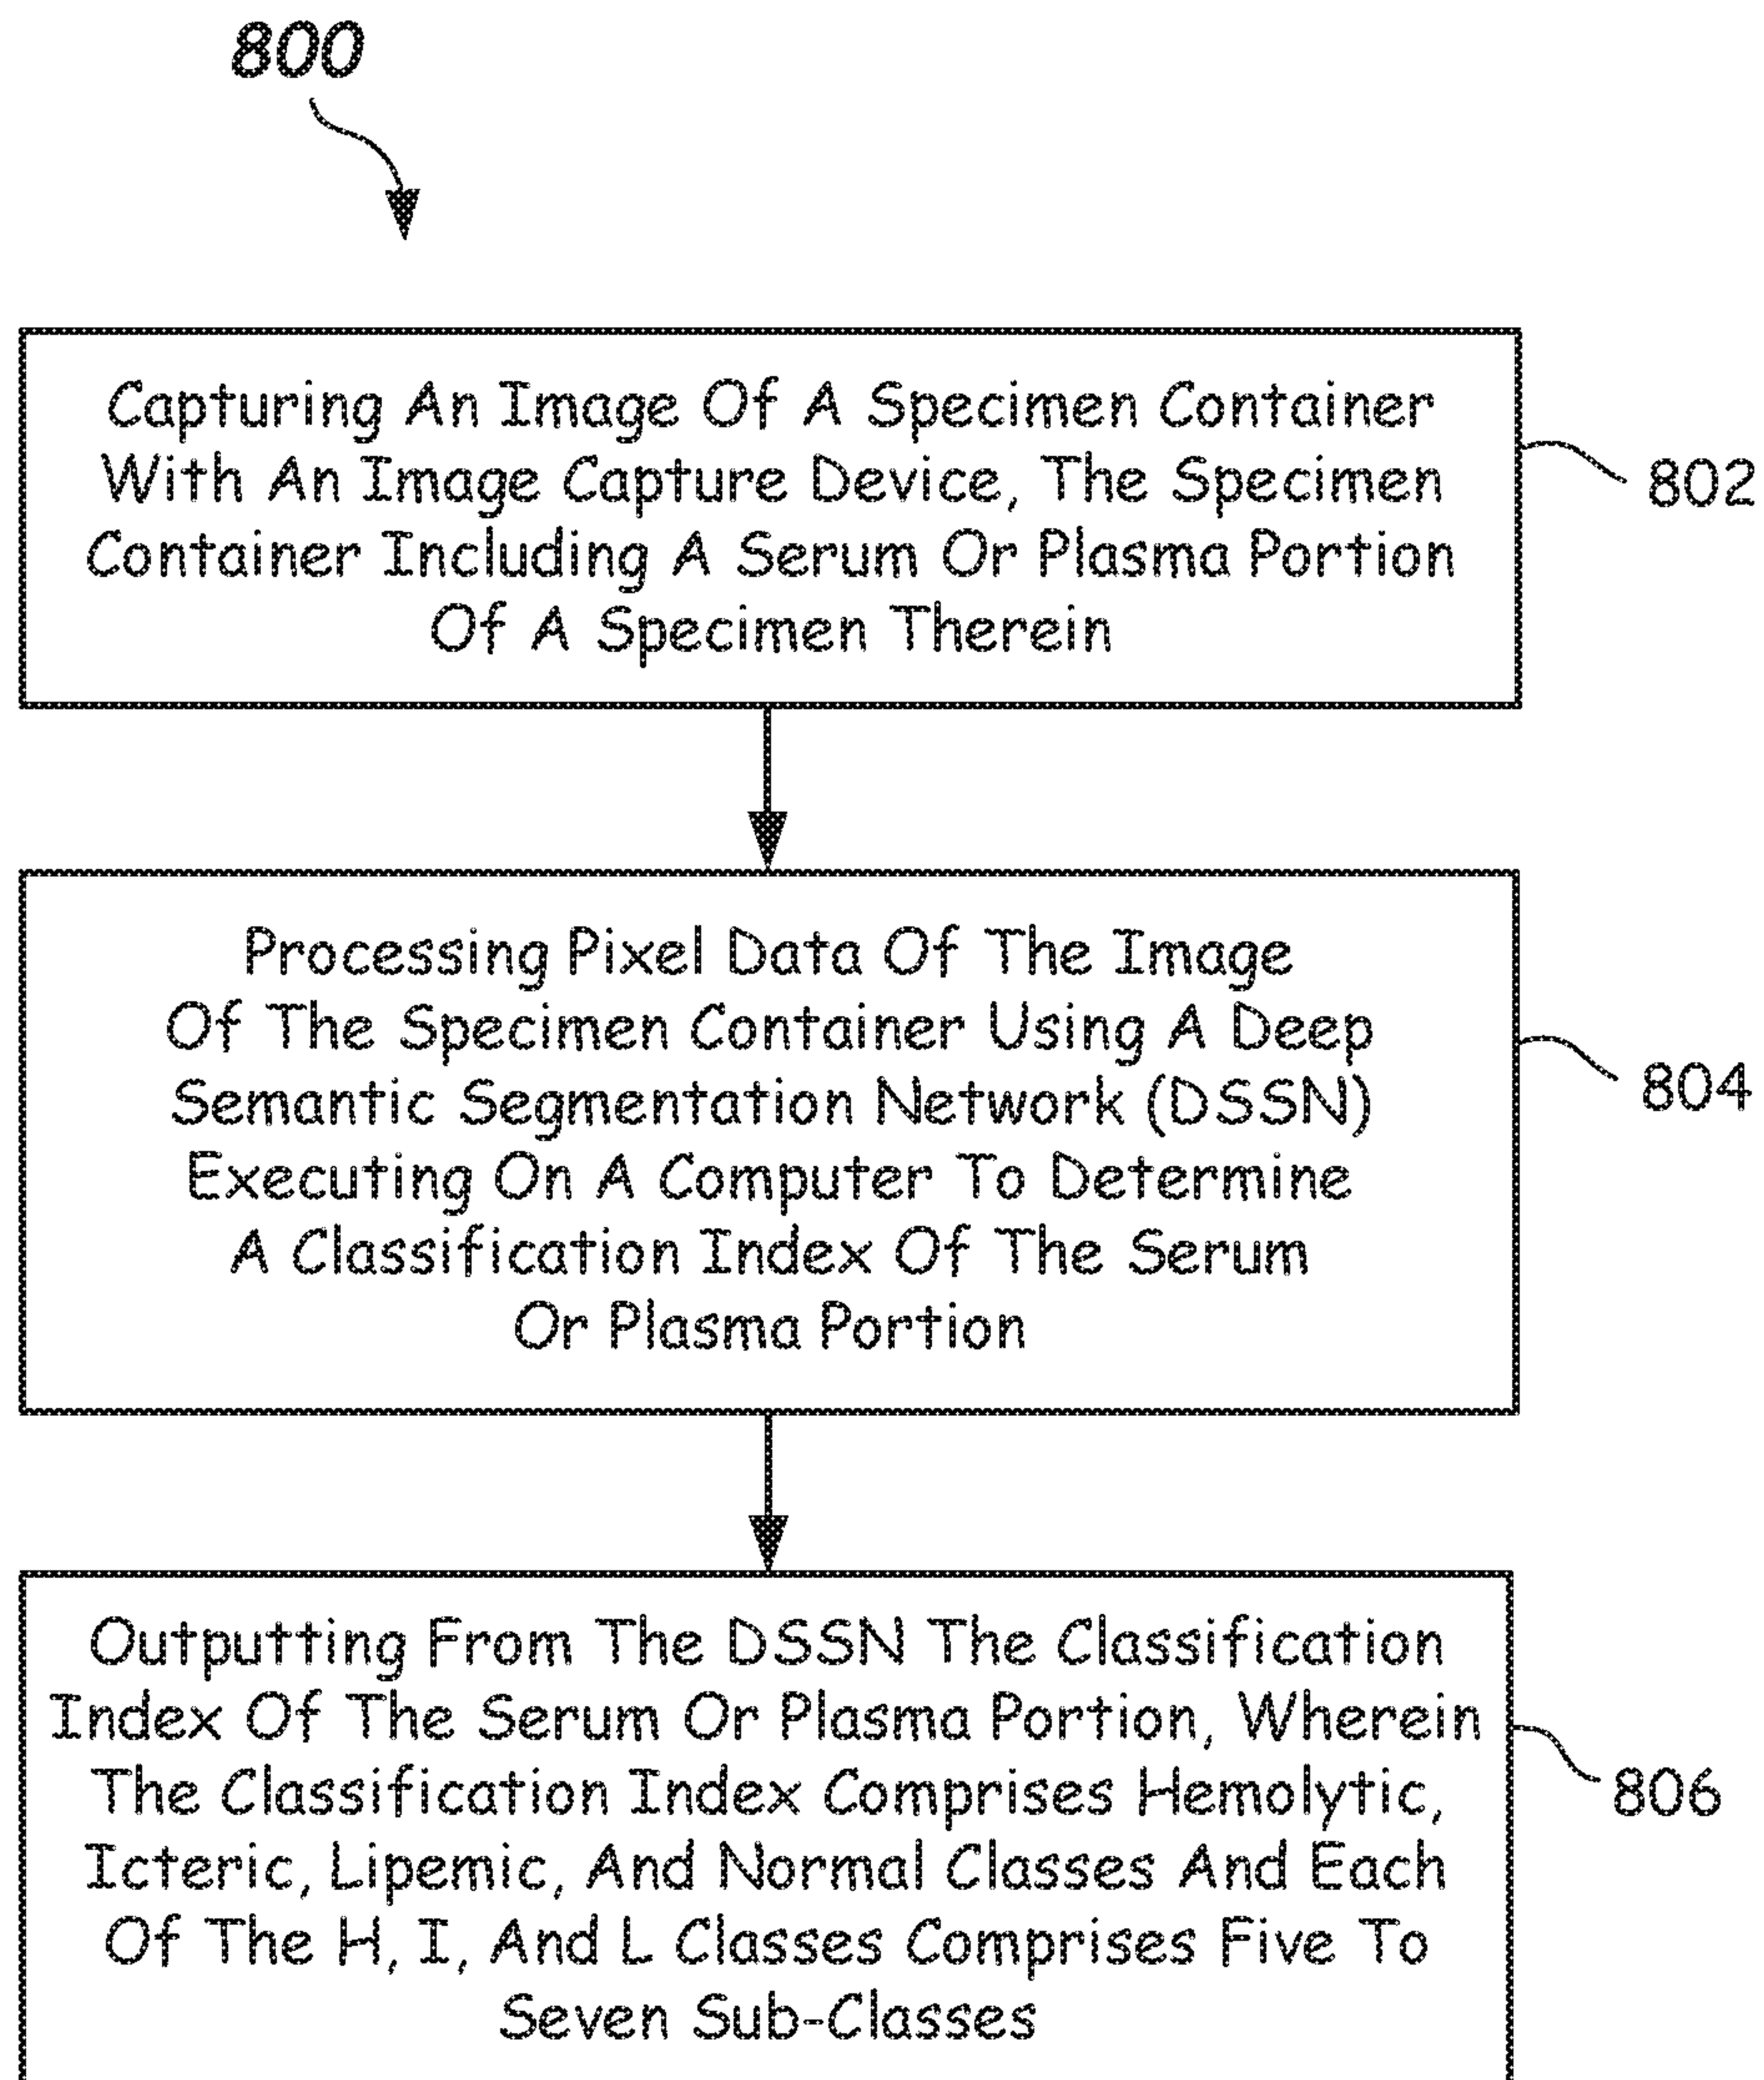 800
Capturing An Image Of A Specimen Container
With An Image Capture Device, The Specimen
Container Including A Serum Or Plasma Portion
Of A Specimen Therein
802
Processing Pixel Data Of The Image
Of The Specimen Container Using A Deep
Semantic Segmentation Network (DSSN)
Executing On A Computer To Determine
A Classification Index Of The Serum
Or Plasma Portion
804
Outputting From The DSSN The Classification
Index Of The Serum Or Plasma Portion, Wherein
The Classification Index Comprises Hemolytic,
Icteric, Lipemic, And Normal Classes And Each
Of The H, I, And L Classes Comprises Five To
Seven Sub-Classes
806